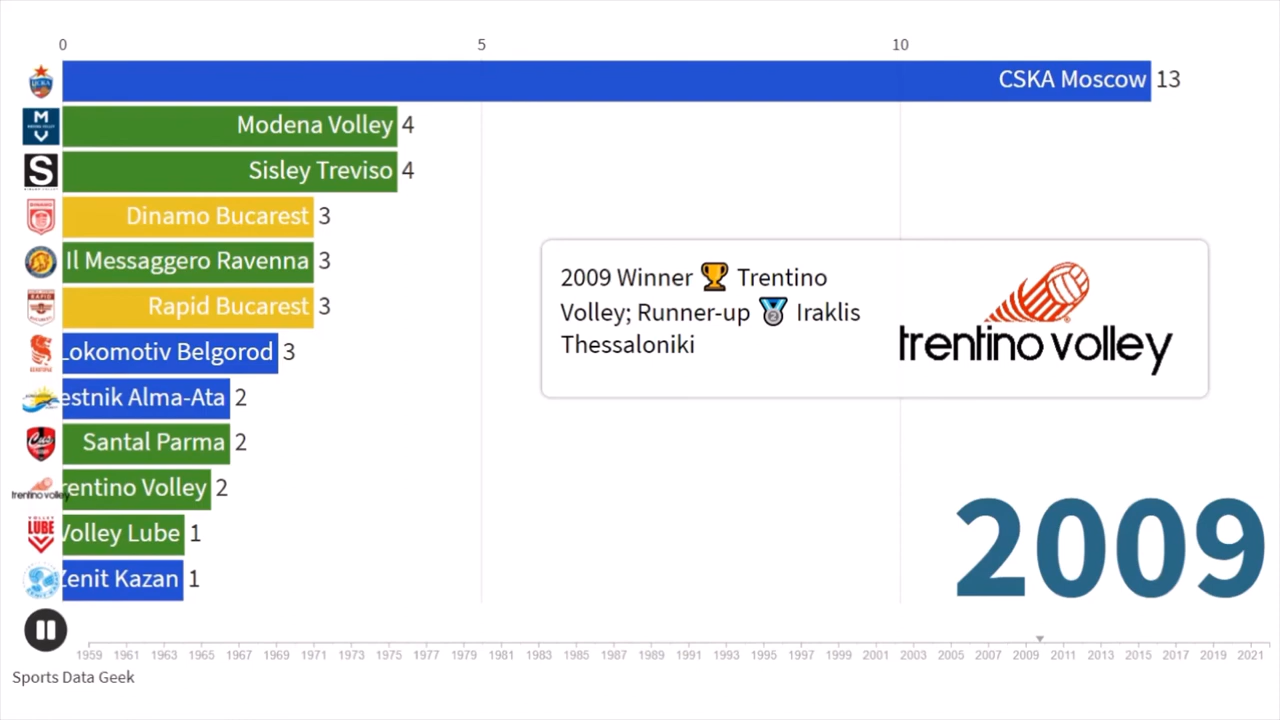 0 5 10
CSKA Moscow 13
Modena Volley 4
Sisley Treviso 4
Dinamo Bucarest 3
Il Messaggero Ravenna 3
Rapid Bucarest 3
Lokomotiv Belgorod 3
estnik Alma-Ata 2
Santal Parma 2
rentino Volley 2
Volley Lube 1
Zenit Kazan 1
2009 Winner 🏆 Trentino
Volley; Runner-up 🥈 Iraklis
Thessaloniki
trentino volley
2009
1959 1961 1963 1965 1967 1969 1971 1973 1975 1977 1979 1981 1983 1985 1987 1989 1991 1993 1995 1997 1999 2001 2003 2005 2007 2009 2011 2013 2015 2017 2019 2021
Sports Data Geek